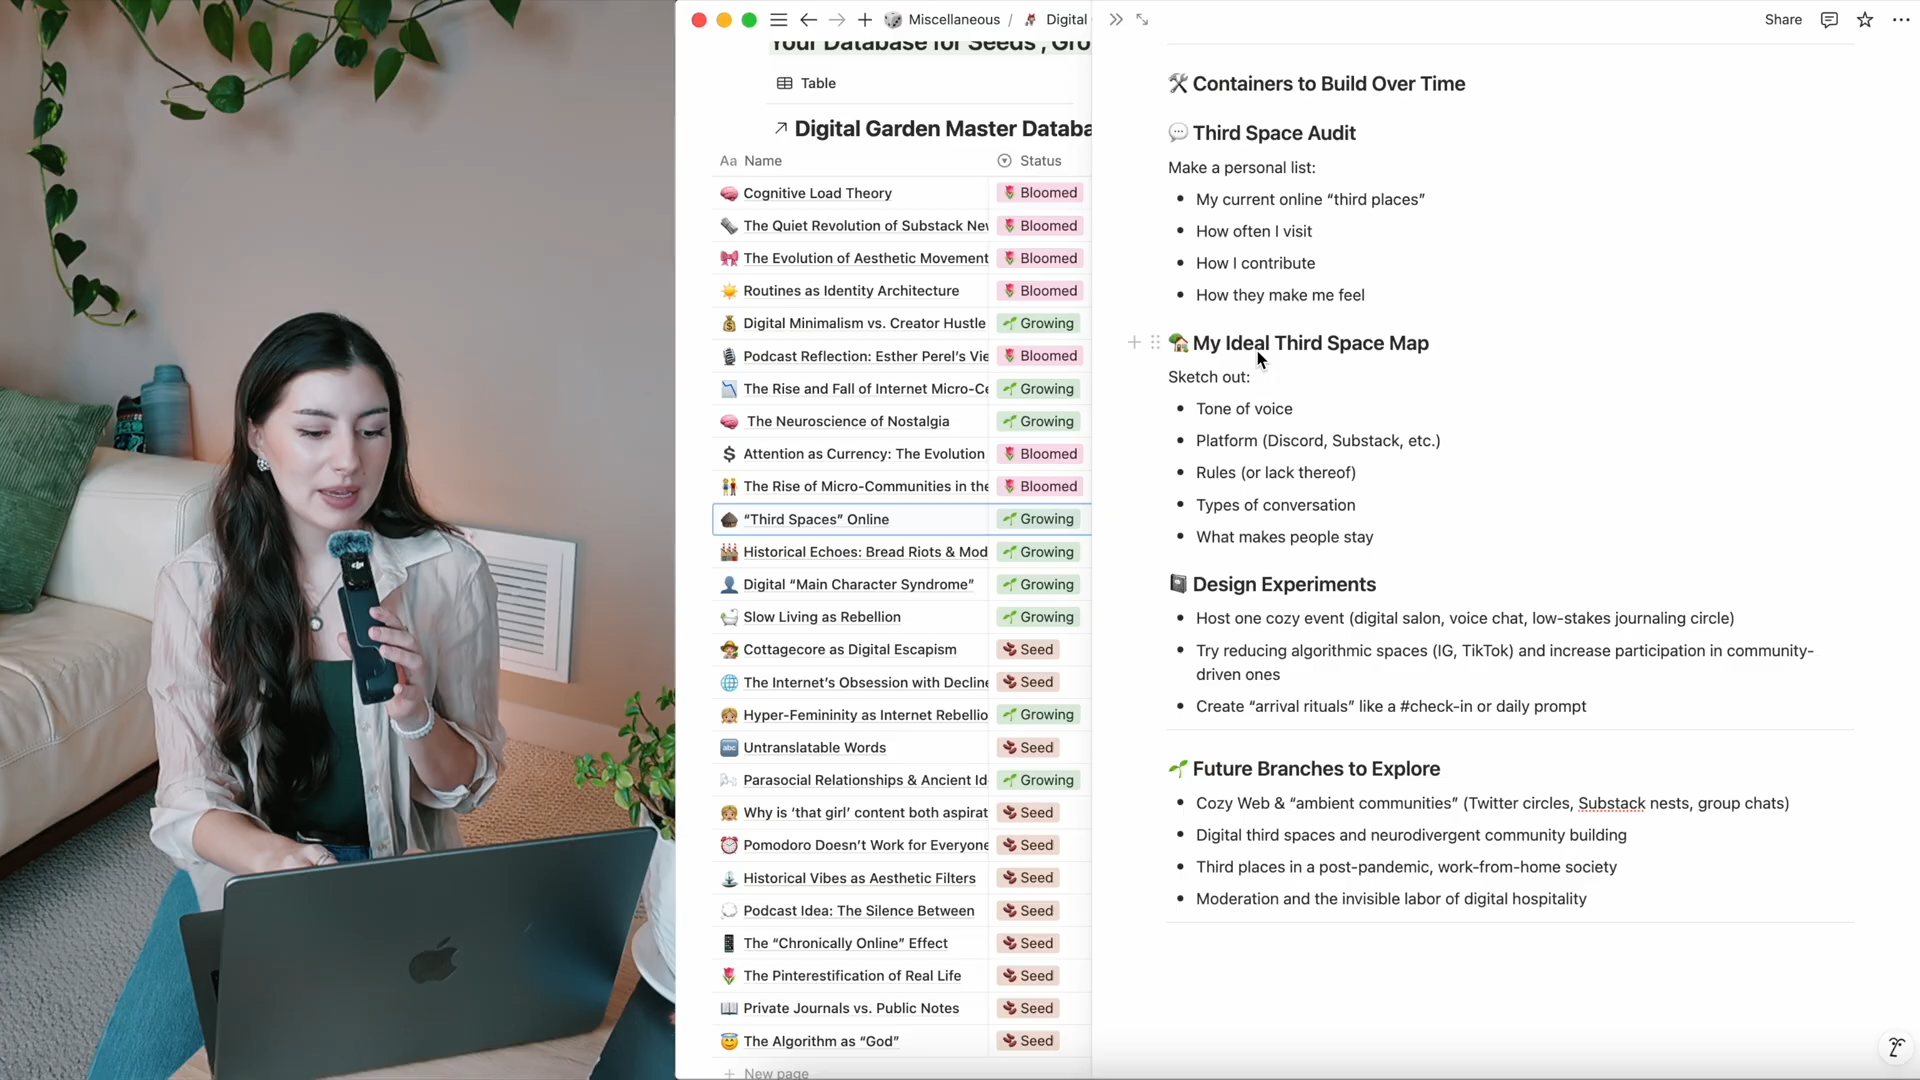 Miscellaneous / Digital
Share
Your Database for Seeds, Gro
Table
Digital Garden Master Databa
Aa Name Status
Cognitive Load Theory Bloomed
The Quiet Revolution of Substack Nev Bloomed
The Evolution of Aesthetic Movement Bloomed
Routines as Identity Architecture Bloomed
Digital Minimalism vs. Creator Hustle Growing
Podcast Reflection: Esther Perel's Vie Bloomed
The Rise and Fall of Internet Micro-Ce Growing
The Neuroscience of Nostalgia Growing
Attention as Currency: The Evolution Bloomed
The Rise of Micro-Communities in the Bloomed
“Third Spaces” Online Growing
Historical Echoes: Bread Riots & Mod Growing
Digital “Main Character Syndrome” Growing
Slow Living as Rebellion Growing
Cottagecore as Digital Escapism Seed
The Internet's Obsession with Decline Seed
Hyper-Femininity as Internet Rebellio Growing
abc Untranslatable Words Seed
Parasocial Relationships & Ancient Id Growing
Why is ‘that girl’ content both aspirat Seed
Pomodoro Doesn't Work for Everyone Seed
Historical Vibes as Aesthetic Filters Seed
Podcast Idea: The Silence Between Seed
The “Chronically Online” Effect Seed
The Pinterestification of Real Life Seed
Private Journals vs. Public Notes Seed
The Algorithm as “God” Seed
New page
Containers to Build Over Time
Third Space Audit
Make a personal list:
• My current online “third places”
• How often I visit
• How I contribute
• How they make me feel
My Ideal Third Space Map
Sketch out:
• Tone of voice
• Platform (Discord, Substack, etc.)
• Rules (or lack thereof)
• Types of conversation
• What makes people stay
Design Experiments
• Host one cozy event (digital salon, voice chat, low-stakes journaling circle)
• Try reducing algorithmic spaces (IG, TikTok) and increase participation in community-
driven ones
• Create “arrival rituals” like a #check-in or daily prompt
Future Branches to Explore
• Cozy Web & “ambient communities” (Twitter circles, Substack nests, group chats)
• Digital third spaces and neurodivergent community building
• Third places in a post-pandemic, work-from-home society
• Moderation and the invisible labor of digital hospitality
dji